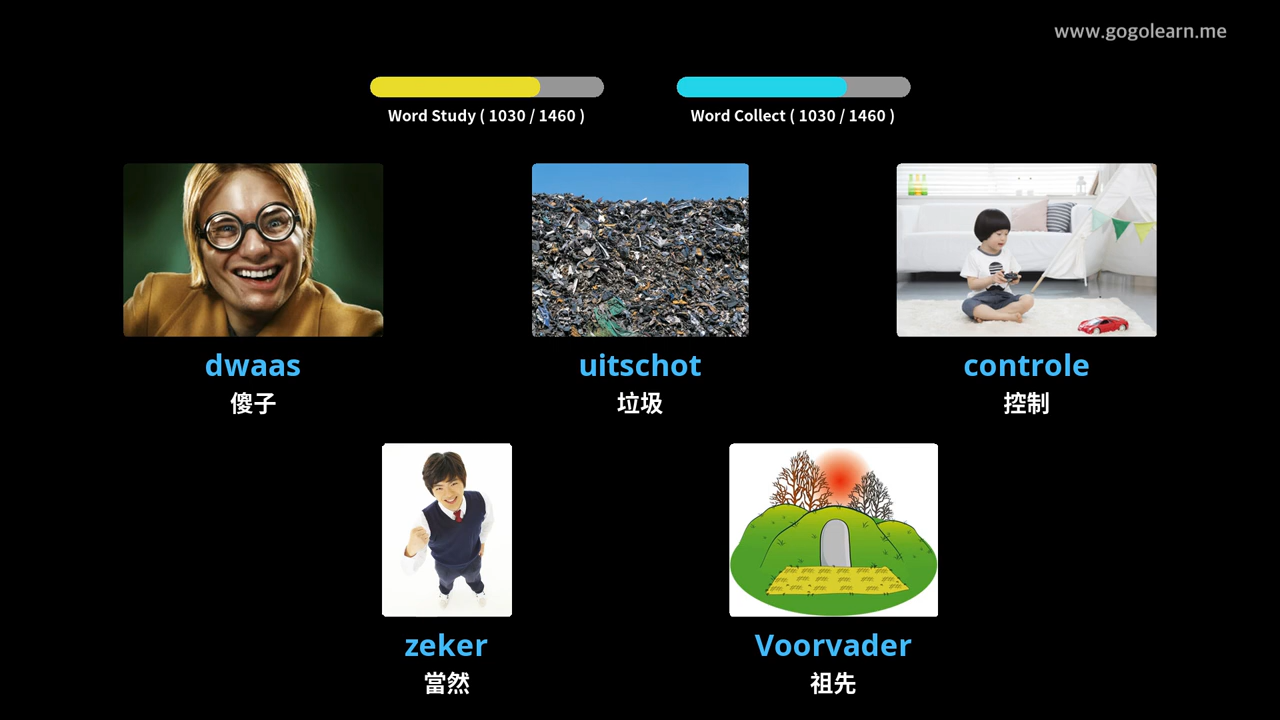 www.gogolearn.me
Word Study ( 1030 / 1460 )
Word Collect ( 1030 / 1460 )
dwaas
傻子
uitschot
垃圾
controle
控制
zeker
當然
Voorvader
祖先